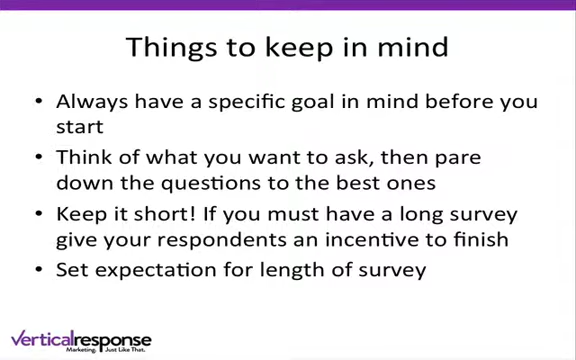 Things to keep in mind
• Always have a specific goal in mind before you
start
• Think of what you want to ask, then pare
down the questions to the best ones
• Keep it short! If you must have a long survey
give your respondents an incentive to finish
• Set expectation for length of survey
verticalresponse
Marketing. Just Like That.